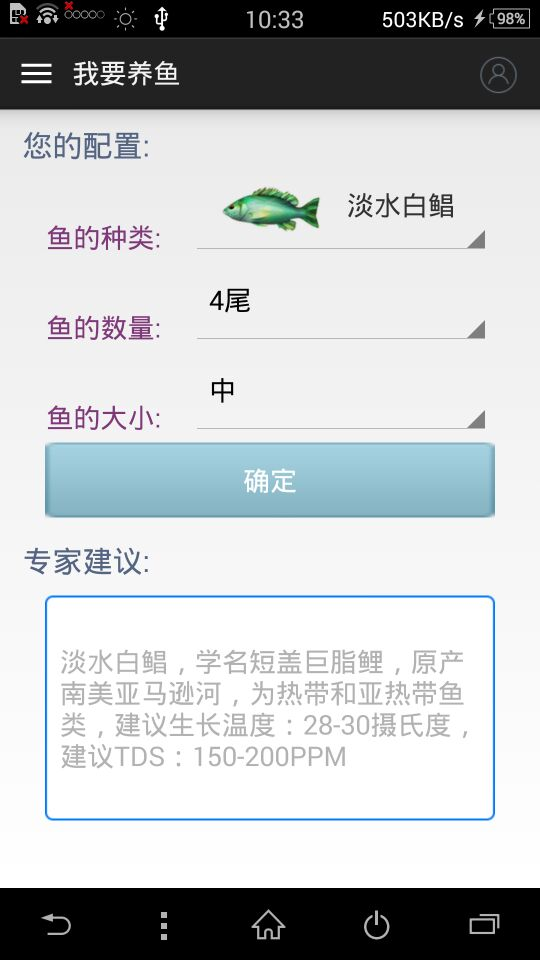 10:33 503KB/s 98%
我要养鱼
您的配置:
淡水白鲳
鱼的种类:
4尾
鱼的数量:
中
鱼的大小:
确定
专家建议:
淡水白鲳，学名短盖巨脂鲤，原产
南美亚马逊河，为热带和亚热带鱼
类，建议生长温度：28-30摄氏度，
建议TDS：150-200PPM